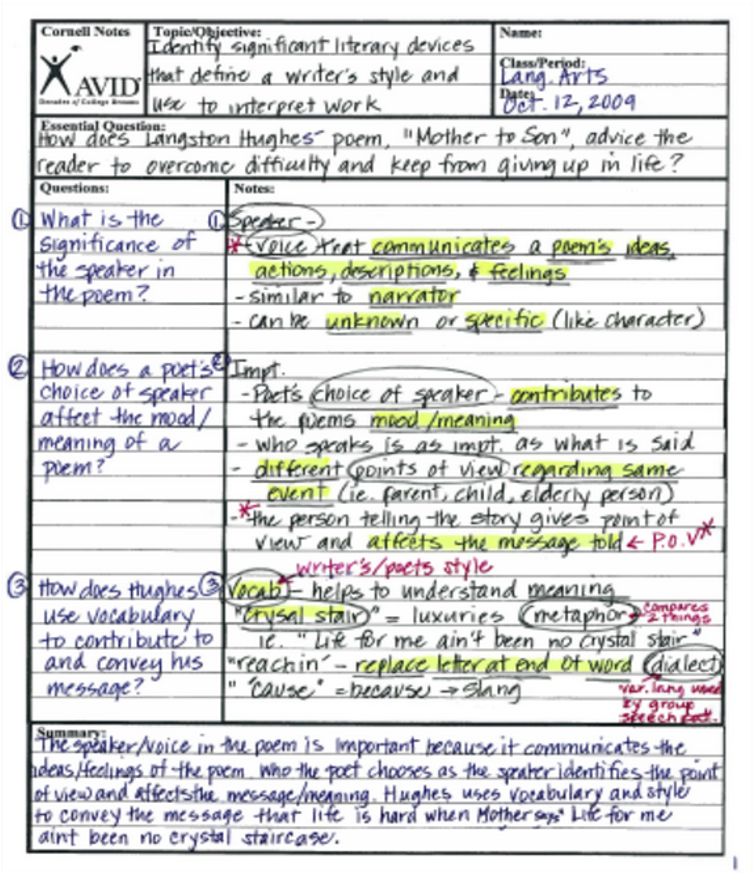 Cornell Notes
AVID
Decades of College Dreams
Topic/Objective:
Identify significant literary devices
that define a writer's style and
use to interpret work
Name:
Class/Period:
Lang. Arts
Date:
Oct. 12, 2009
Essential Question:
How does Langston Hughes' poem, "Mother to Son", advice the
reader to overcome difficulty and keep from giving up in life?
Questions:
① What is the
significance of
the speaker in
the poem?
② How does a poet's
choice of speaker
affect the mood/
meaning of a
poem?
③ How does Hughes
use vocabulary
to contribute to
and convey his
message?
Notes:
① Speaker -
* - voice that communicates a poem's ideas,
actions, descriptions, & feelings
- similar to narrator
- can be unknown or specific (like character)
② Impt.
- Poet's choice of speaker - contributes to
the poems mood/meaning
- who speaks is as impt. as what is said
- different points of view regarding same
event (ie. parent, child, elderly person)
- *the person telling the story gives point of
view and affects the message told ← P.O.V*
writer's/poets style
③ Vocab - helps to understand meaning
"crysal stair" = luxuries (metaphor) → compares
2 things
ie. "Life for me ain't been no crystal stair"
"reachin' - replace letter at end of word (dialect)
" 'cause" = because → slang
var. lang used
by group
speech patt.
Summary:
The speaker/voice in the poem is important because it communicates the
ideas/feelings of the poem. Who the poet chooses as the speaker identifies the point
of view and affects the message/meaning. Hughes uses vocabulary and style
to convey the message that life is hard when Mother says "Life for me
aint been no crystal staircase.
1